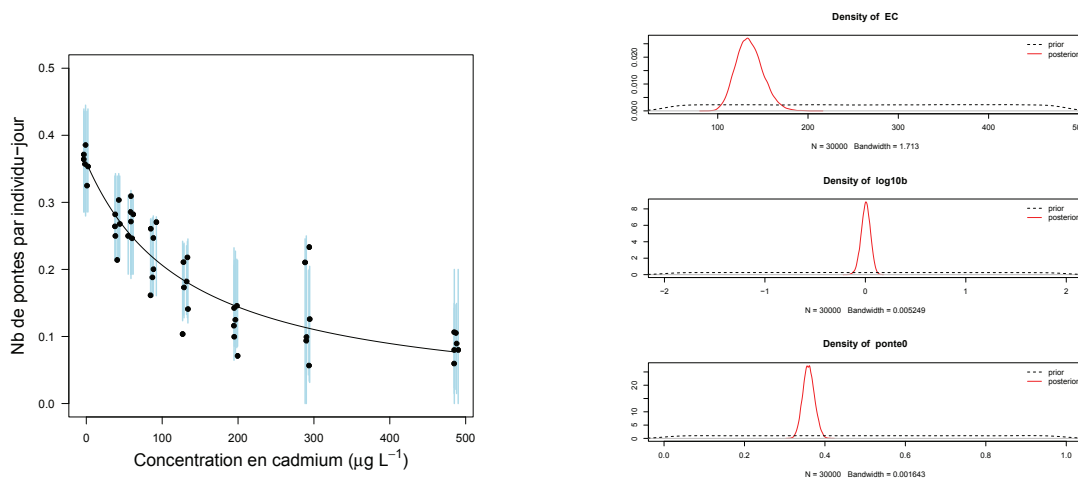 0.5
0.4
0.3
0.2
0.1
0.0
Nb de pontes par individu−jour
0 100 200 300 400 500
Concentration en cadmium (μg L−1)
Density of EC
prior
posterior
0.020
0.010
0.000
100 200 300 400 500
N = 30000 Bandwidth = 1.713
Density of log10b
prior
posterior
8
6
4
2
0
−2 −1 0 1 2
N = 30000 Bandwidth = 0.005249
Density of ponte0
prior
posterior
20
10
5
0
0.0 0.2 0.4 0.6 0.8 1.0
N = 30000 Bandwidth = 0.001643